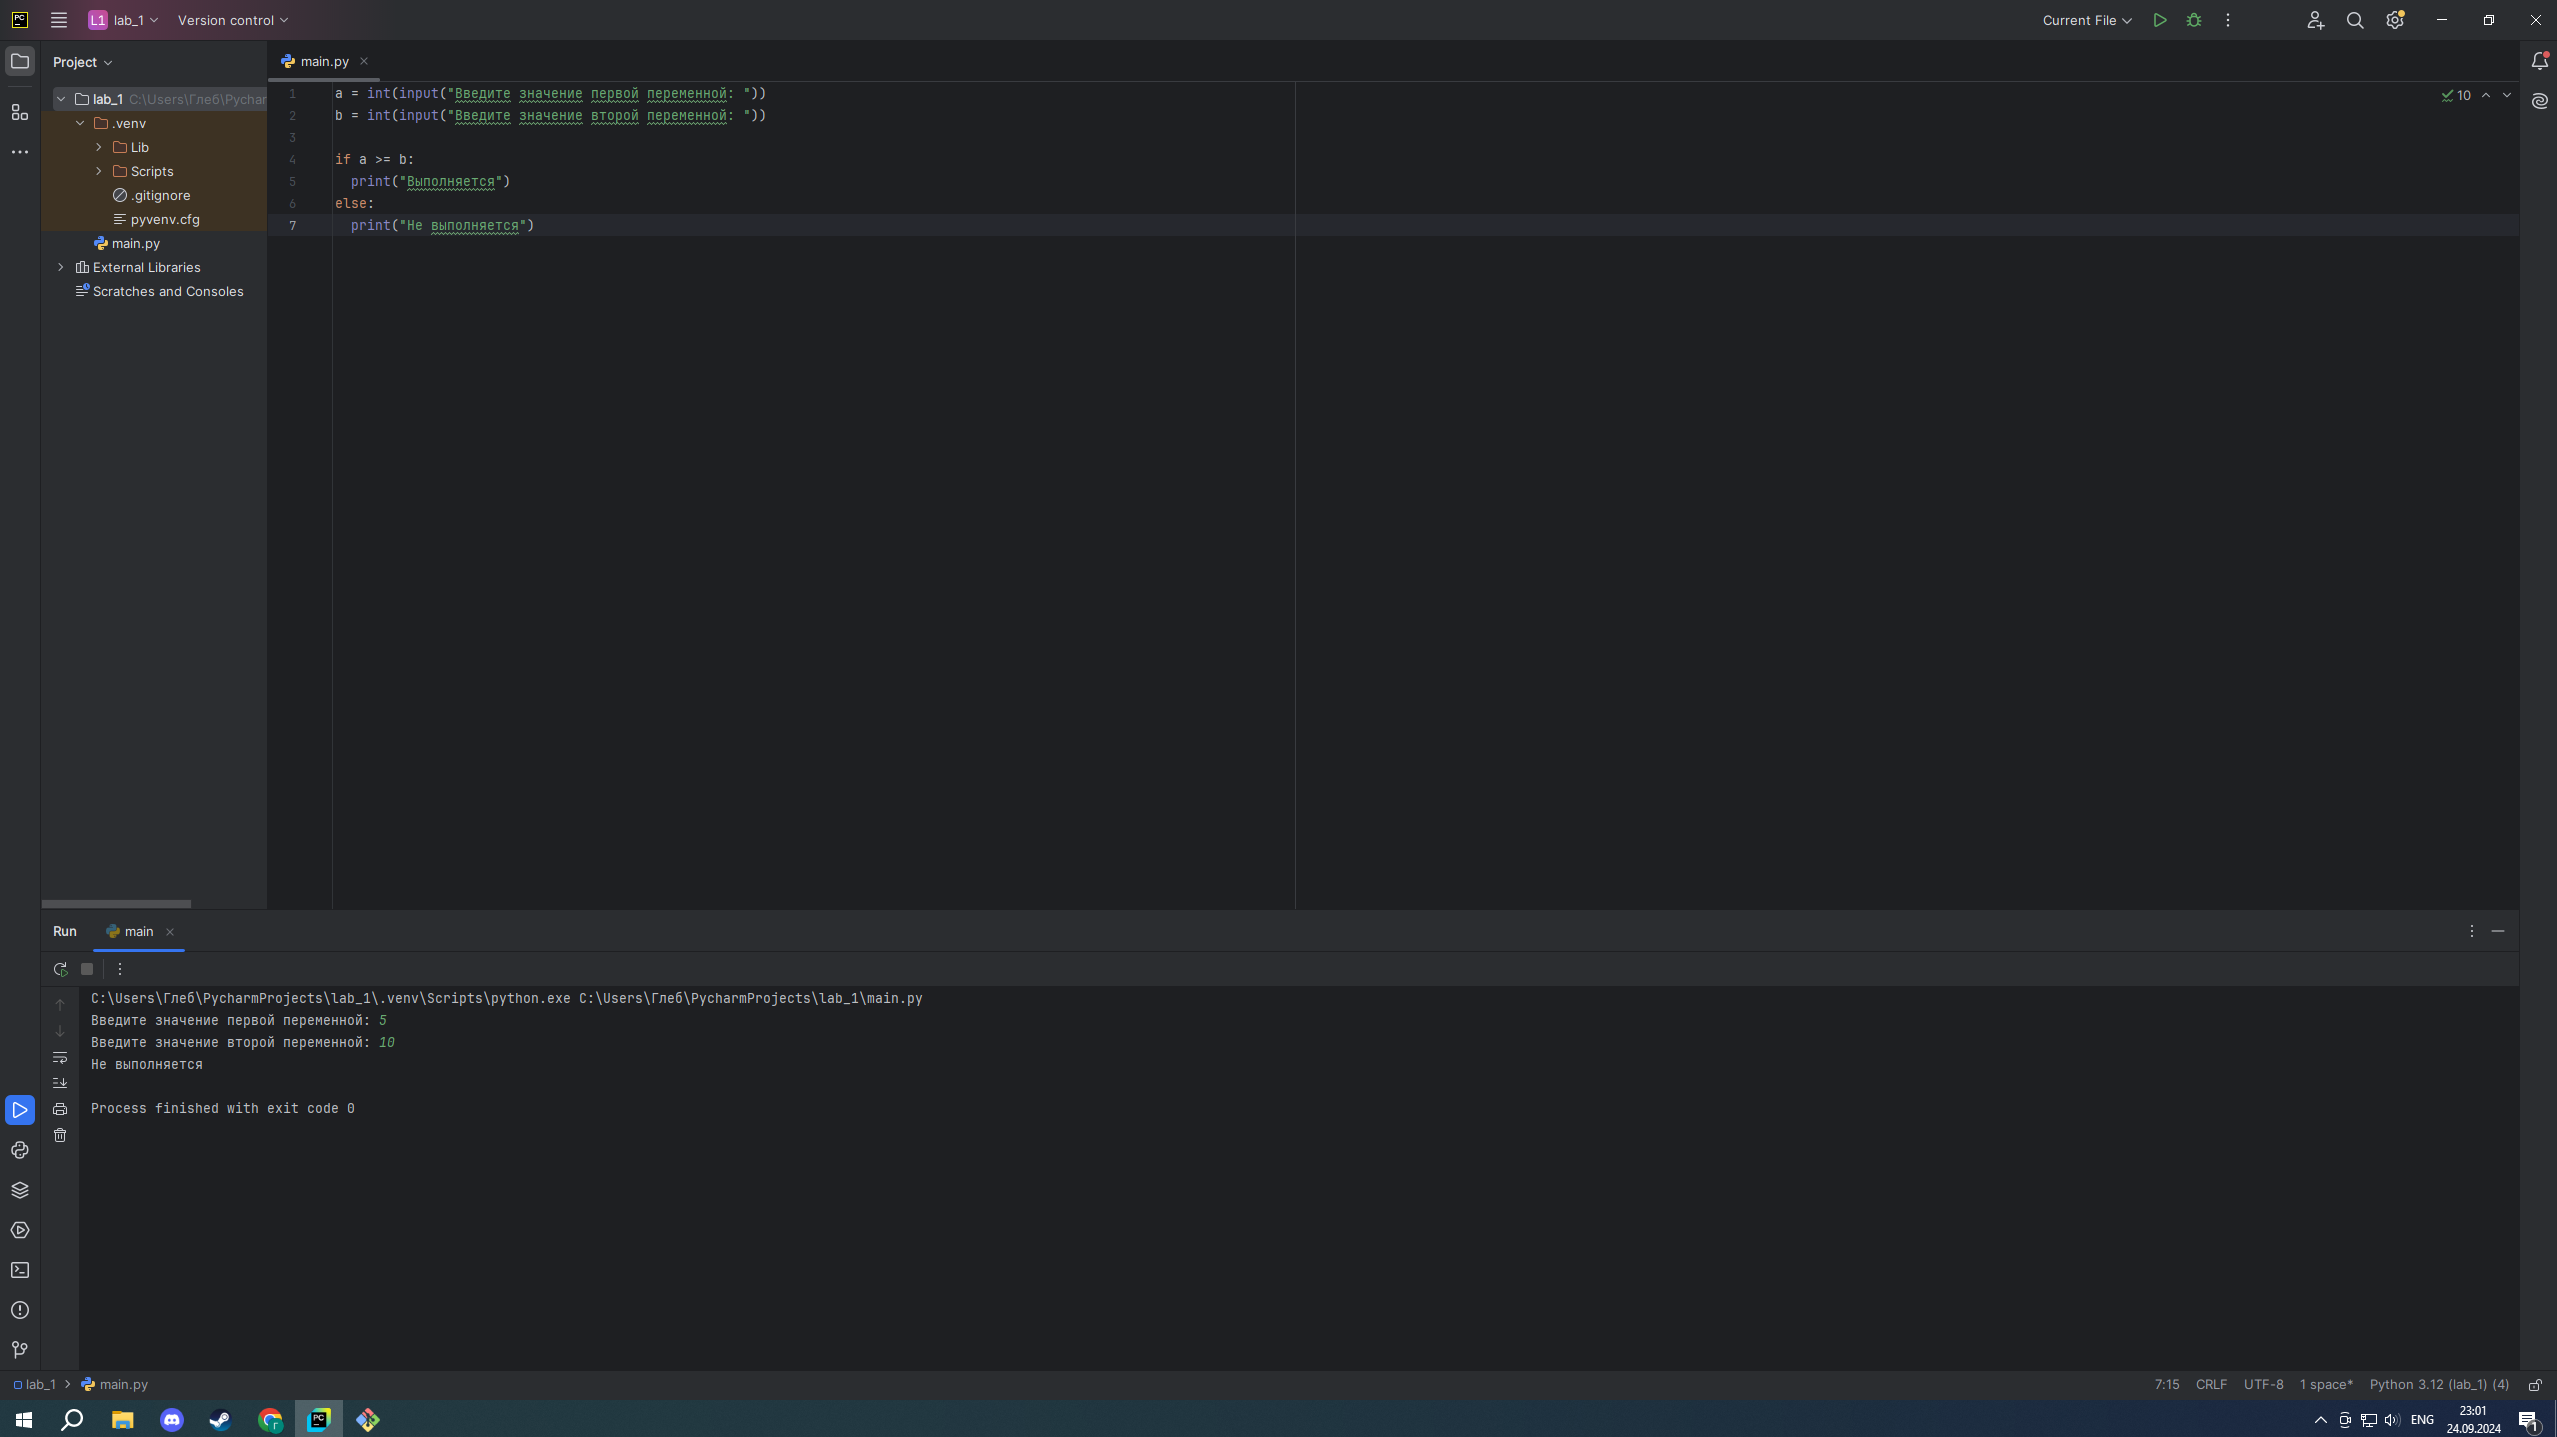 PC L1 lab_1 Version control Current File
Project
main.py
lab_1 C:\Users\Глеб\Pychar
.venv
Lib
Scripts
.gitignore
pyvenv.cfg
main.py
External Libraries
Scratches and Consoles
10
1 a = int(input("Введите значение первой переменной: "))
2 b = int(input("Введите значение второй переменной: "))
3
4 if a >= b:
5 print("Выполняется")
6 else:
7 print("Не выполняется")
Run main
C:\Users\Глеб\PycharmProjects\lab_1\.venv\Scripts\python.exe C:\Users\Глеб\PycharmProjects\lab_1\main.py
Введите значение первой переменной: 5
Введите значение второй переменной: 10
Не выполняется
Process finished with exit code 0
lab_1 main.py 7:15 CRLF UTF-8 1 space* Python 3.12 (lab_1) (4)
Г PC ENG 23:01 1
24.09.2024